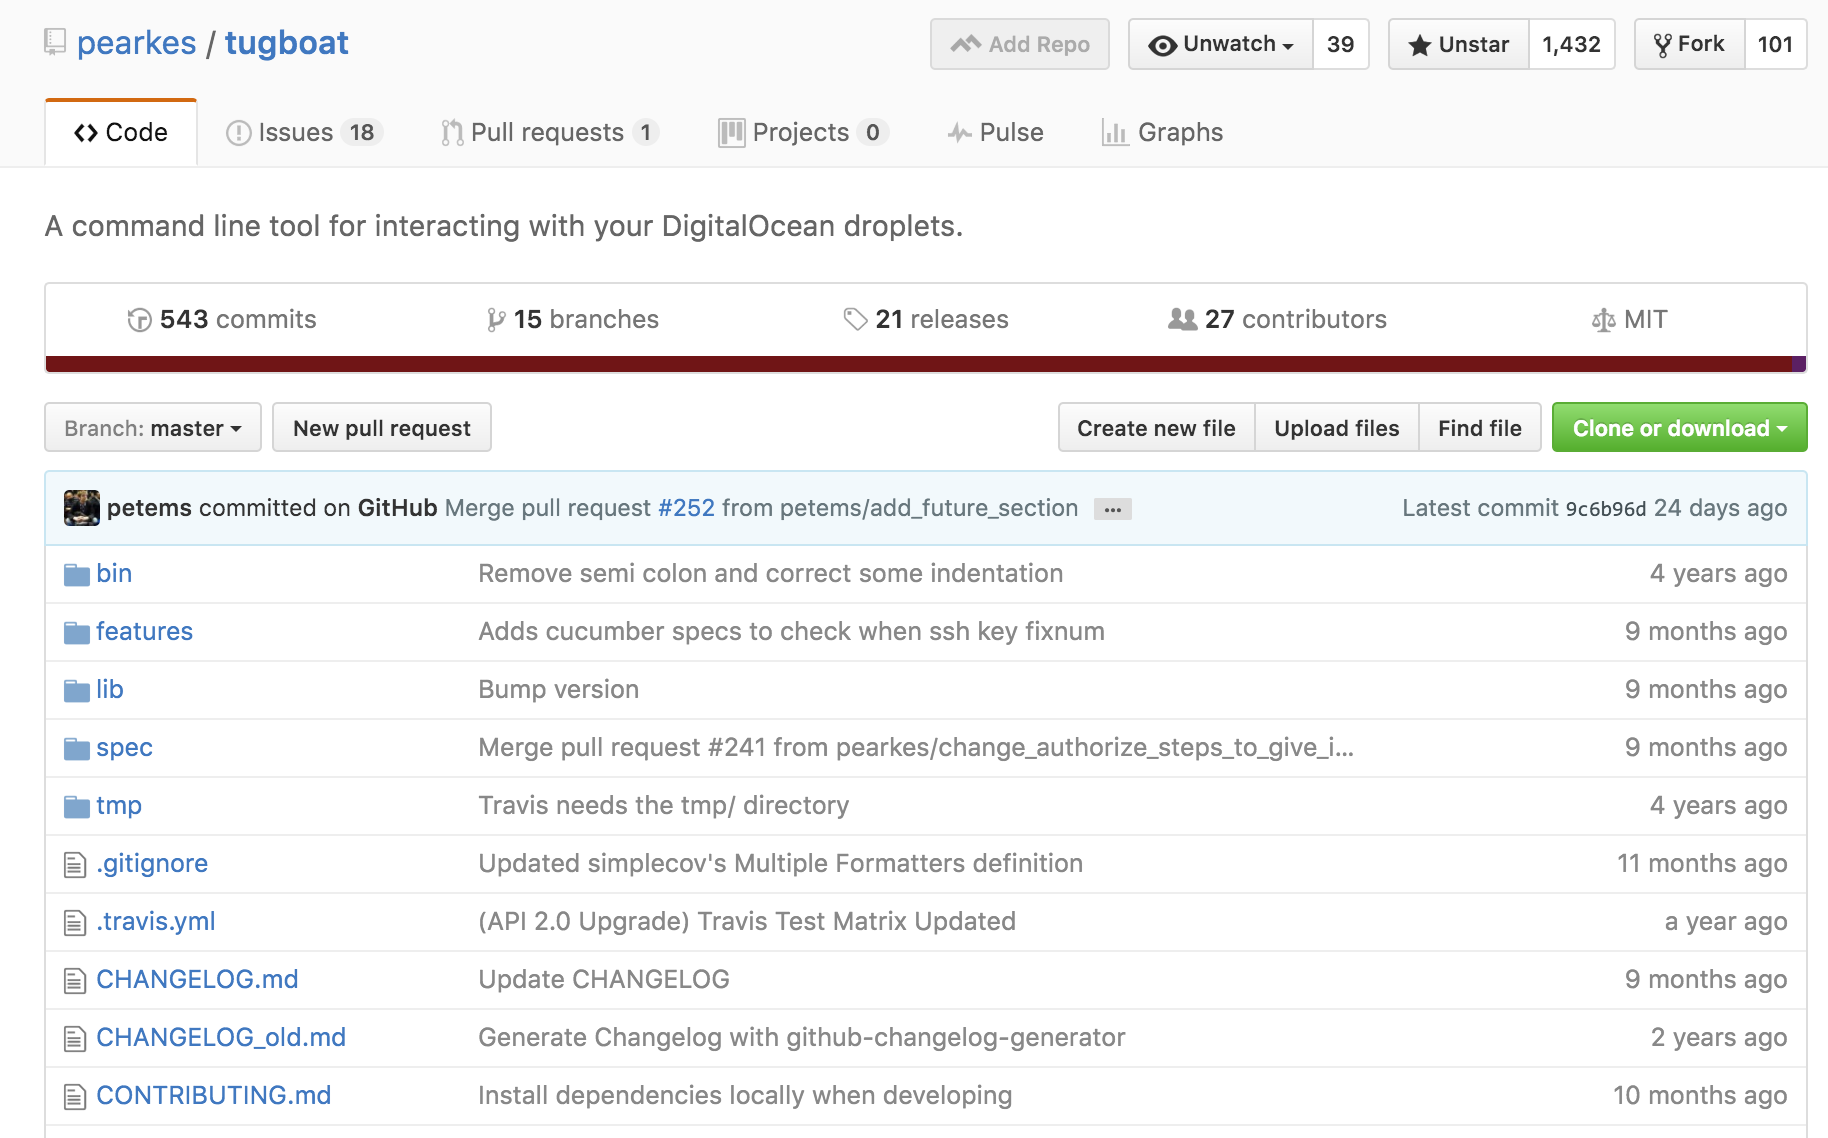 pearkes / tugboat
Add Repo
Unwatch 39
Unstar 1,432
Fork 101
Code
Issues 18
Pull requests 1
Projects 0
Pulse
Graphs
A command line tool for interacting with your DigitalOcean droplets.
543 commits
15 branches
21 releases
27 contributors
MIT
Branch: master
New pull request
Create new file
Upload files
Find file
Clone or download
petems committed on GitHub Merge pull request #252 from petems/add_future_section ...
Latest commit 9c6b96d 24 days ago
bin Remove semi colon and correct some indentation 4 years ago
features Adds cucumber specs to check when ssh key fixnum 9 months ago
lib Bump version 9 months ago
spec Merge pull request #241 from pearkes/change_authorize_steps_to_give_i... 9 months ago
tmp Travis needs the tmp/ directory 4 years ago
.gitignore Updated simplecov's Multiple Formatters definition 11 months ago
.travis.yml (API 2.0 Upgrade) Travis Test Matrix Updated a year ago
CHANGELOG.md Update CHANGELOG 9 months ago
CHANGELOG_old.md Generate Changelog with github-changelog-generator 2 years ago
CONTRIBUTING.md Install dependencies locally when developing 10 months ago